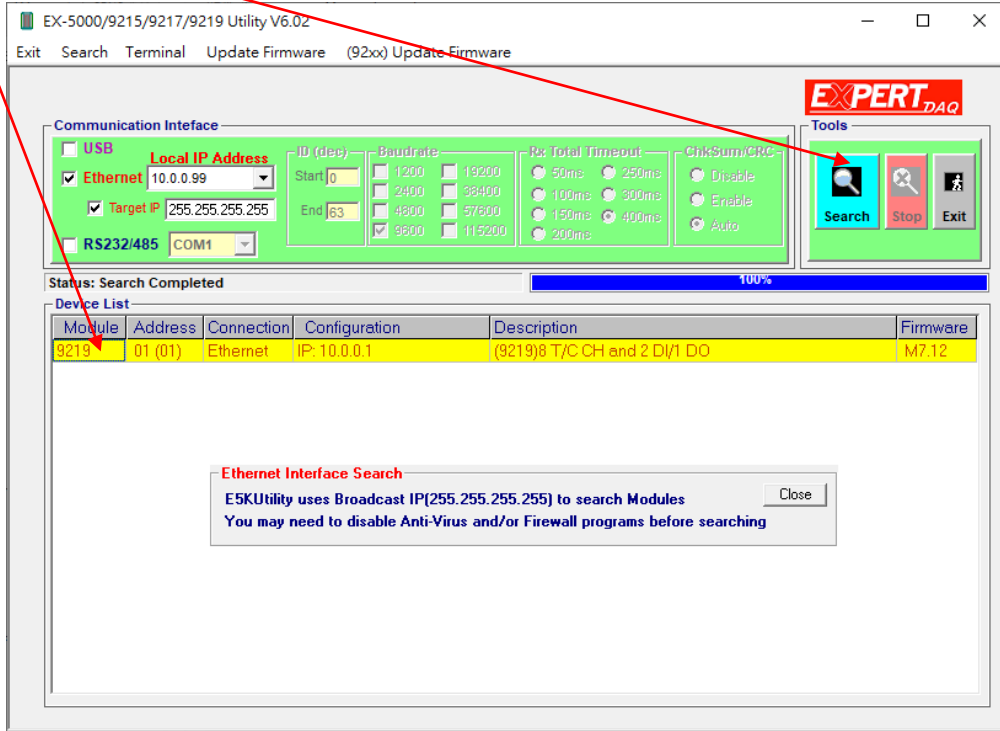 EX-5000/9215/9217/9219 Utility V6.02
Exit Search Terminal Update Firmware (92xx) Update Firmware
EXPERT DAQ
Communication Inteface
USB
Local IP Address
Ethernet 10.0.0.99
Target IP 255.255.255.255
RS232/485 COM1
ID (dec)
Start 0
End 63
Baudrate
1200 19200
2400 38400
4800 57600
9600 115200
Rx Total Timeout
50ms 250ms
100ms 300ms
150ms 400ms
200ms
ChkSum/CRC
Disable
Enable
Auto
Tools
Search Stop Exit
Status: Search Completed
100%
Device List
Module Address Connection Configuration Description Firmware
9219 01 (01) Ethernet IP: 10.0.0.1 (9219)8 T/C CH and 2 DI/1 DO M7.12
Ethernet Interface Search
E5KUtility uses Broadcast IP(255.255.255.255) to search Modules
You may need to disable Anti-Virus and/or Firewall programs before searching
Close